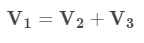 V₁ = V₂ + V₃